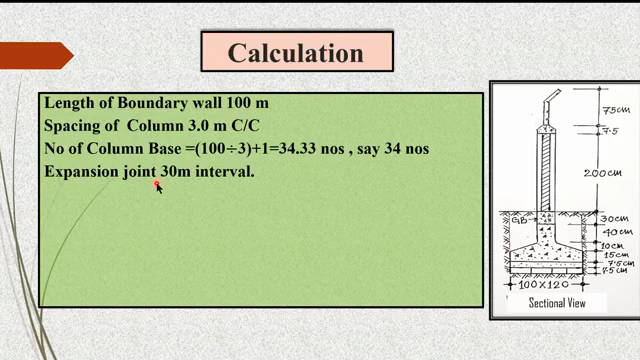 Calculation
Length of Boundary wall 100 m
Spacing of  Column 3.0 m C/C
No of Column Base =(100÷3)+1=34.33 nos , say 34 nos
Expansion joint 30m interval.
75cm
7.5
200cm
GB
30cm
40cm
10cm
15cm
7.5cm
7.5cm
100X120
Sectional View